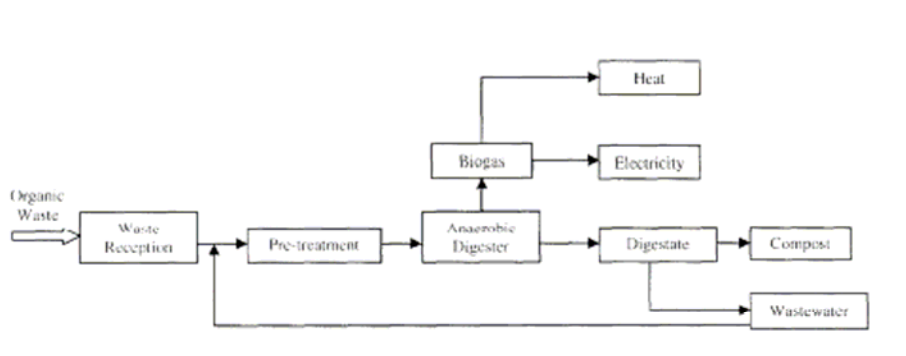 Heat
Biogas
Electricity
Organic
Waste
Waste
Reception
Pre-treatment
Anaerobic
Digester
Digestate
Compost
Wastewater